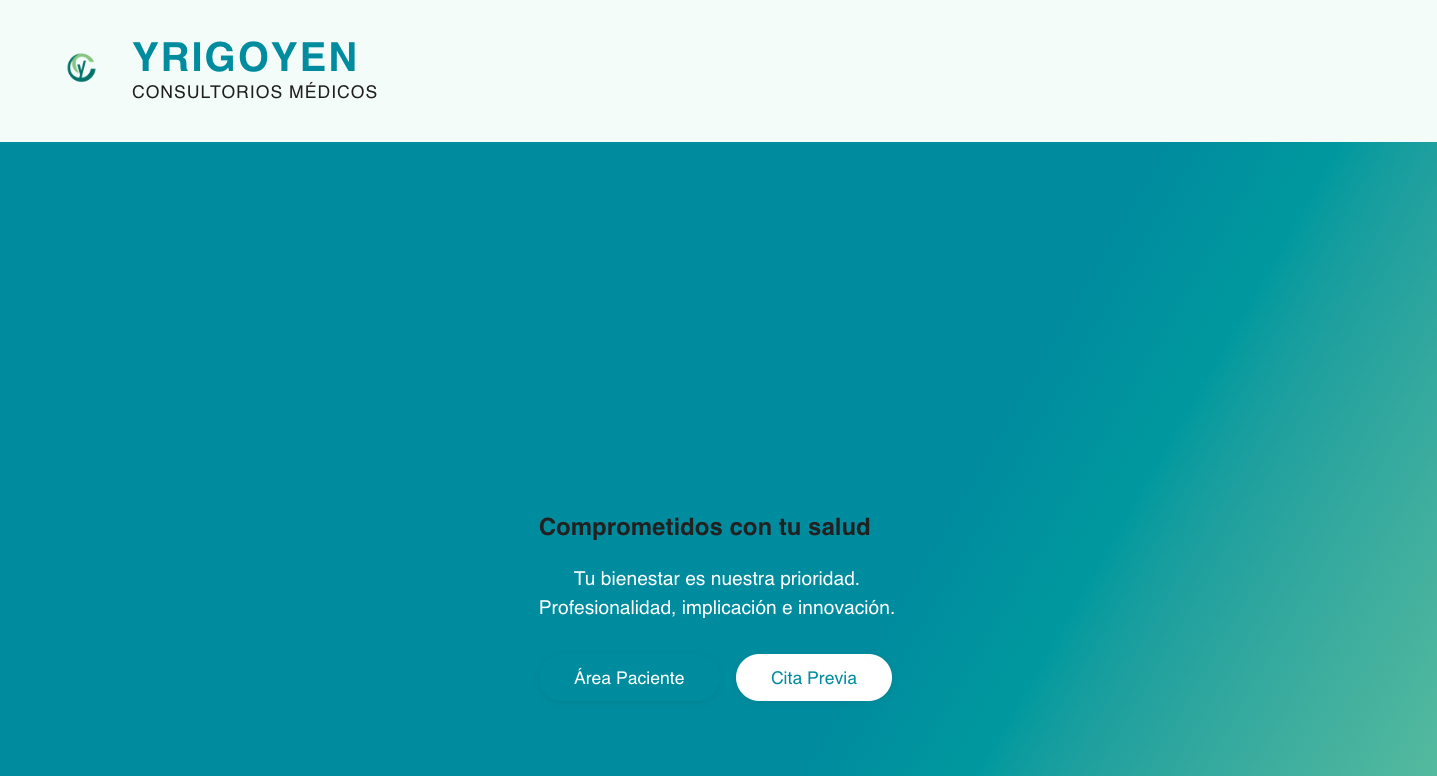 YRIGOYEN
CONSULTORIOS MÉDICOS
Comprometidos con tu salud
Tu bienestar es nuestra prioridad.
Profesionalidad, implicación e innovación.
Área Paciente
Cita Previa